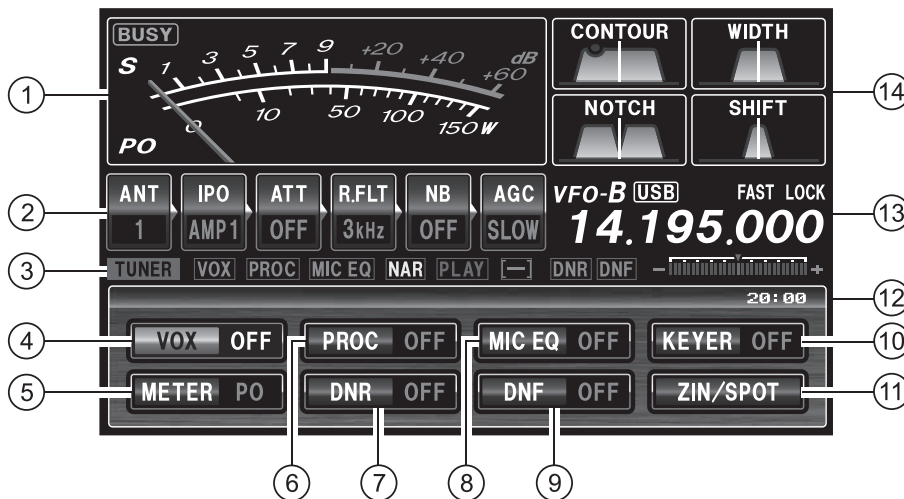 BUSY
S 1 3 5 7 9 +20 +40 +60 dB
0 10 50 100 150 W
PO
CONTOUR WIDTH
NOTCH SHIFT
1
14
ANT IPO ATT R.FLT NB AGC
1 AMP1 OFF 3kHz OFF SLOW
VFO-B USB FAST LOCK
14.195.000
2
13
3
TUNER VOX PROC MIC EQ NAR PLAY [—] DNR DNF − +
20:00
12
4
VOX OFF PROC OFF MIC EQ OFF KEYER OFF
10
5
METER PO DNR OFF DNF OFF ZIN/SPOT
11
6 7 8 9